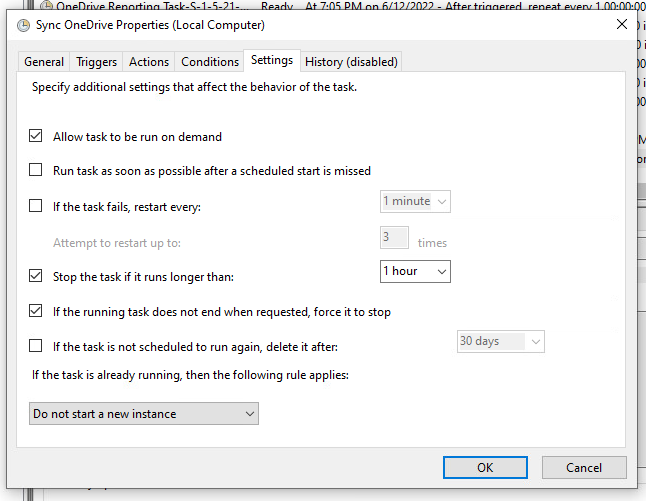 OneDrive Reporting Task-S-1-5-21-... Ready At 7:05 PM on 6/12/2022 - After triggered, repeat every 1.00:00:00
Sync OneDrive Properties (Local Computer)
General Triggers Actions Conditions Settings History (disabled)
Specify additional settings that affect the behavior of the task.
Allow task to be run on demand
Run task as soon as possible after a scheduled start is missed
If the task fails, restart every: 1 minute
Attempt to restart up to: 3 times
Stop the task if it runs longer than: 1 hour
If the running task does not end when requested, force it to stop
If the task is not scheduled to run again, delete it after: 30 days
If the task is already running, then the following rule applies:
Do not start a new instance
OK Cancel